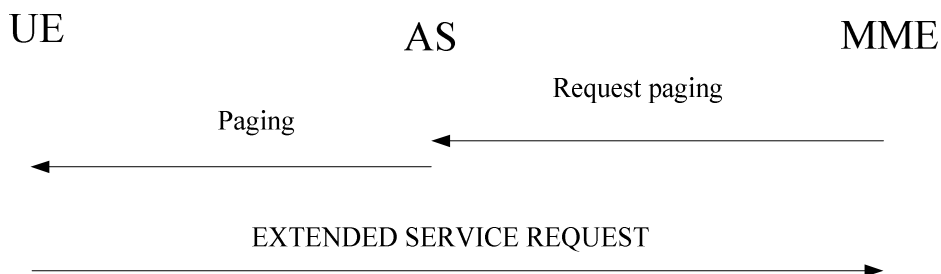 UE
AS
MME
Request paging
Paging
EXTENDED SERVICE REQUEST